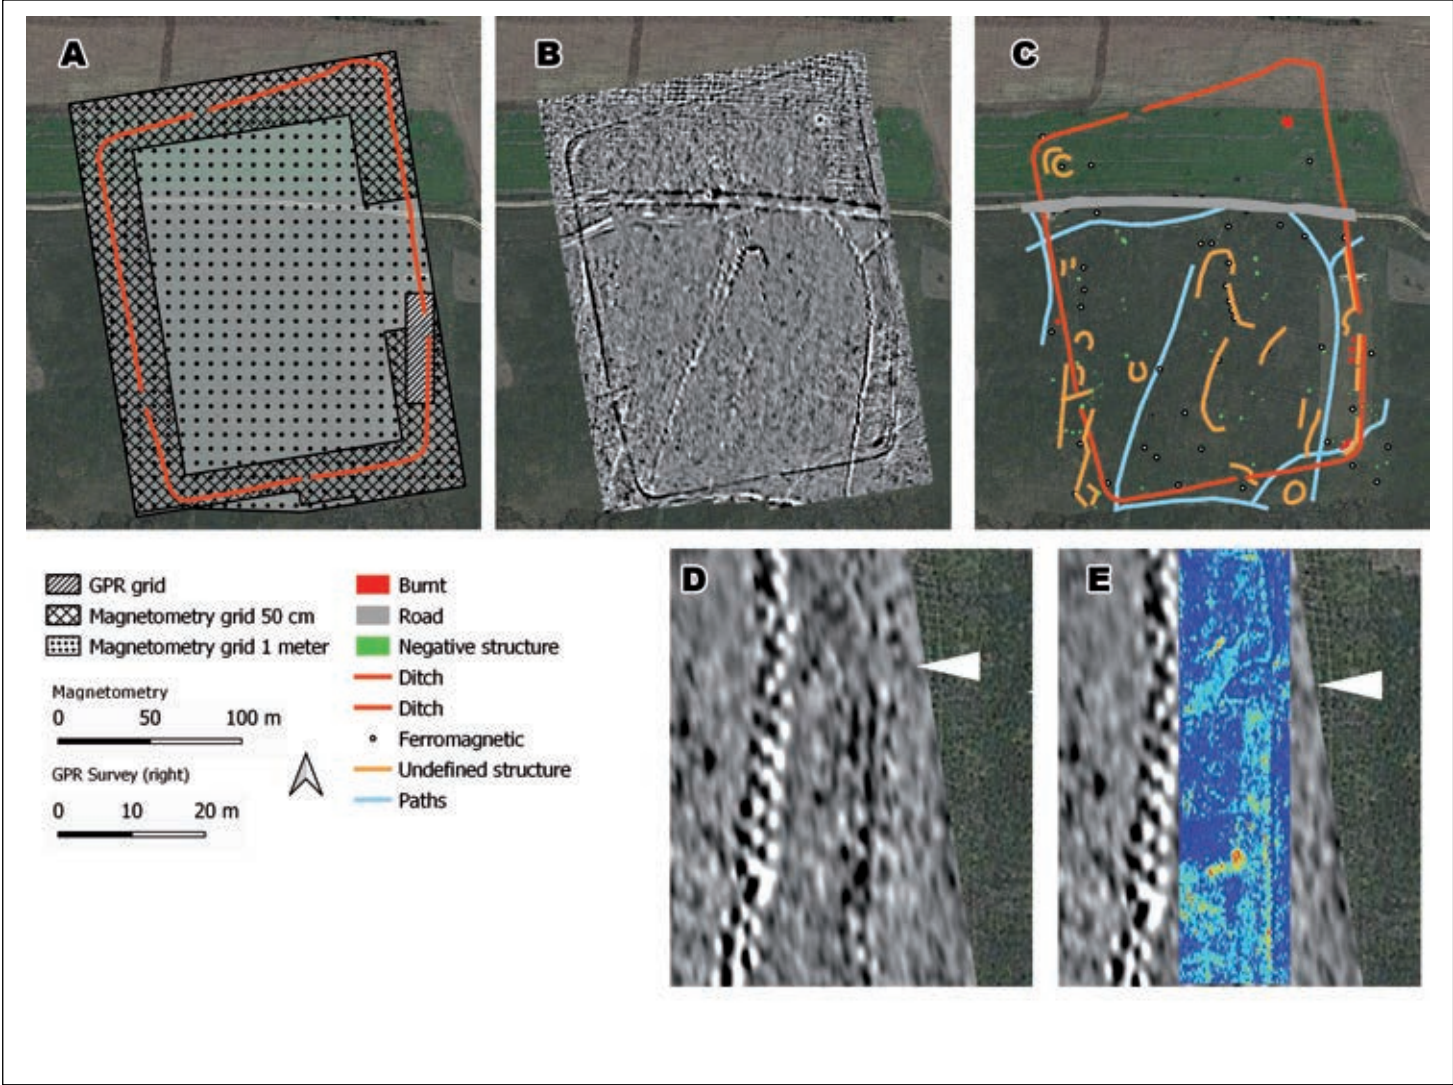 A
B
C
D
E
GPR grid
Magnetometry grid 50 cm
Magnetometry grid 1 meter
Magnetometry
0 50 100 m
GPR Survey (right)
0 10 20 m
Burnt
Road
Negative structure
Ditch
Ditch
Ferromagnetic
Undefined structure
Paths